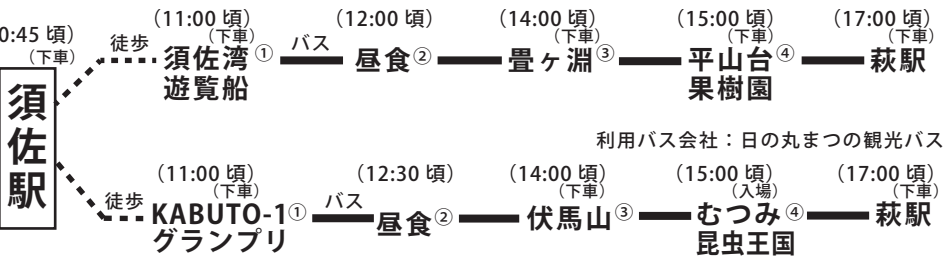 0:45 頃)
(下車)
須佐駅
徒歩
(11:00 頃)
(下車)
須佐湾①
遊覧船
バス
(12:00 頃)
昼食②
(14:00 頃)
(下車)
畳ヶ淵③
(15:00 頃)
(下車)
平山台④
果樹園
(17:00 頃)
(下車)
萩駅
利用バス会社：日の丸まつの観光バス
徒歩
(11:00 頃)
(下車)
KABUTO-1①
グランプリ
バス
(12:30 頃)
昼食②
(14:00 頃)
(下車)
伏馬山③
(15:00 頃)
(入場)
むつみ④
昆虫王国
(17:00 頃)
(下車)
萩駅